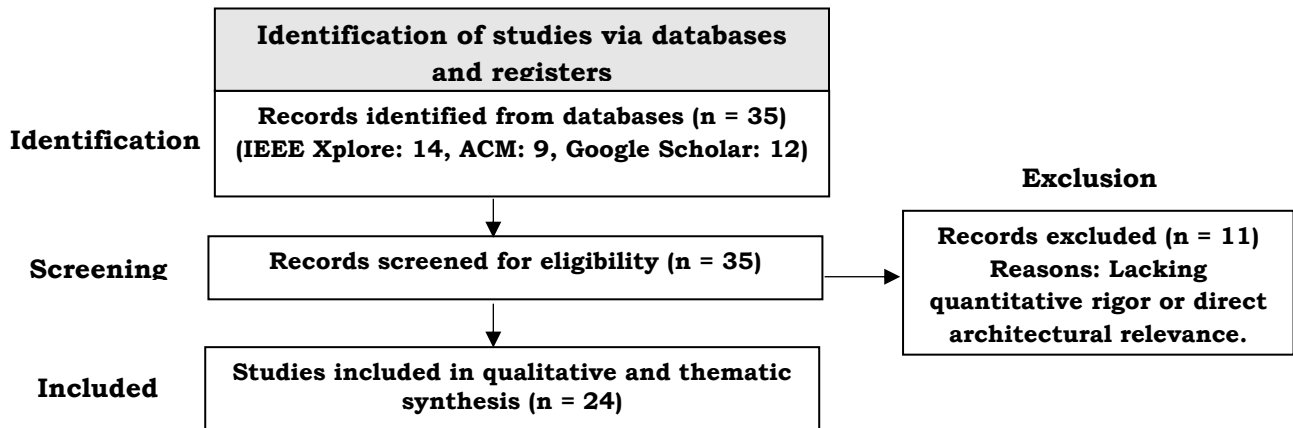 Identification of studies via databases
and registers
Identification
Records identified from databases (n = 35)
(IEEE Xplore: 14, ACM: 9, Google Scholar: 12)
Exclusion
Screening
Records screened for eligibility (n = 35)
Records excluded (n = 11)
Reasons: Lacking
quantitative rigor or direct
architectural relevance.
Included
Studies included in qualitative and thematic
synthesis (n = 24)